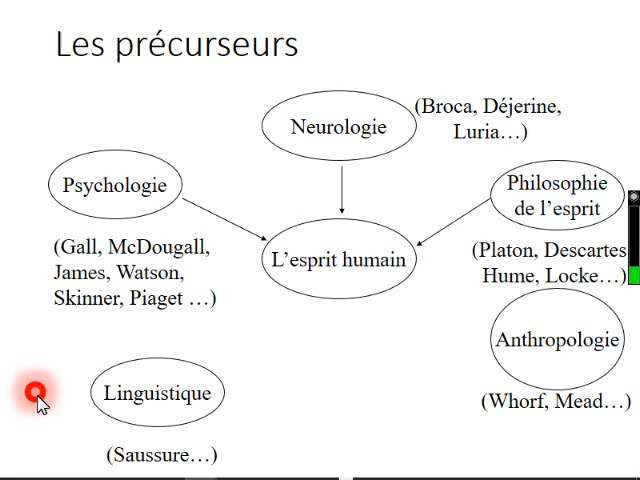 Les précurseurs
Neurologie
(Broca, Déjerine,
Luria…)
Psychologie
(Gall, McDougall,
James, Watson,
Skinner, Piaget …)
Philosophie
de l’esprit
(Platon, Descartes
Hume, Locke…)
L’esprit humain
Anthropologie
(Whorf, Mead…)
Linguistique
(Saussure…)